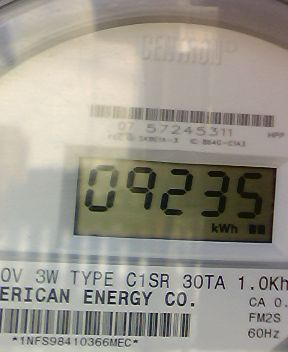 CENTRON
07 57245311
HPP
09235
kWh
0V 3W TYPE C1SR 30TA 1.0Kh
ERICAN ENERGY CO.
CA 0.
FM2S
60Hz
*1NFS98410366MEC*